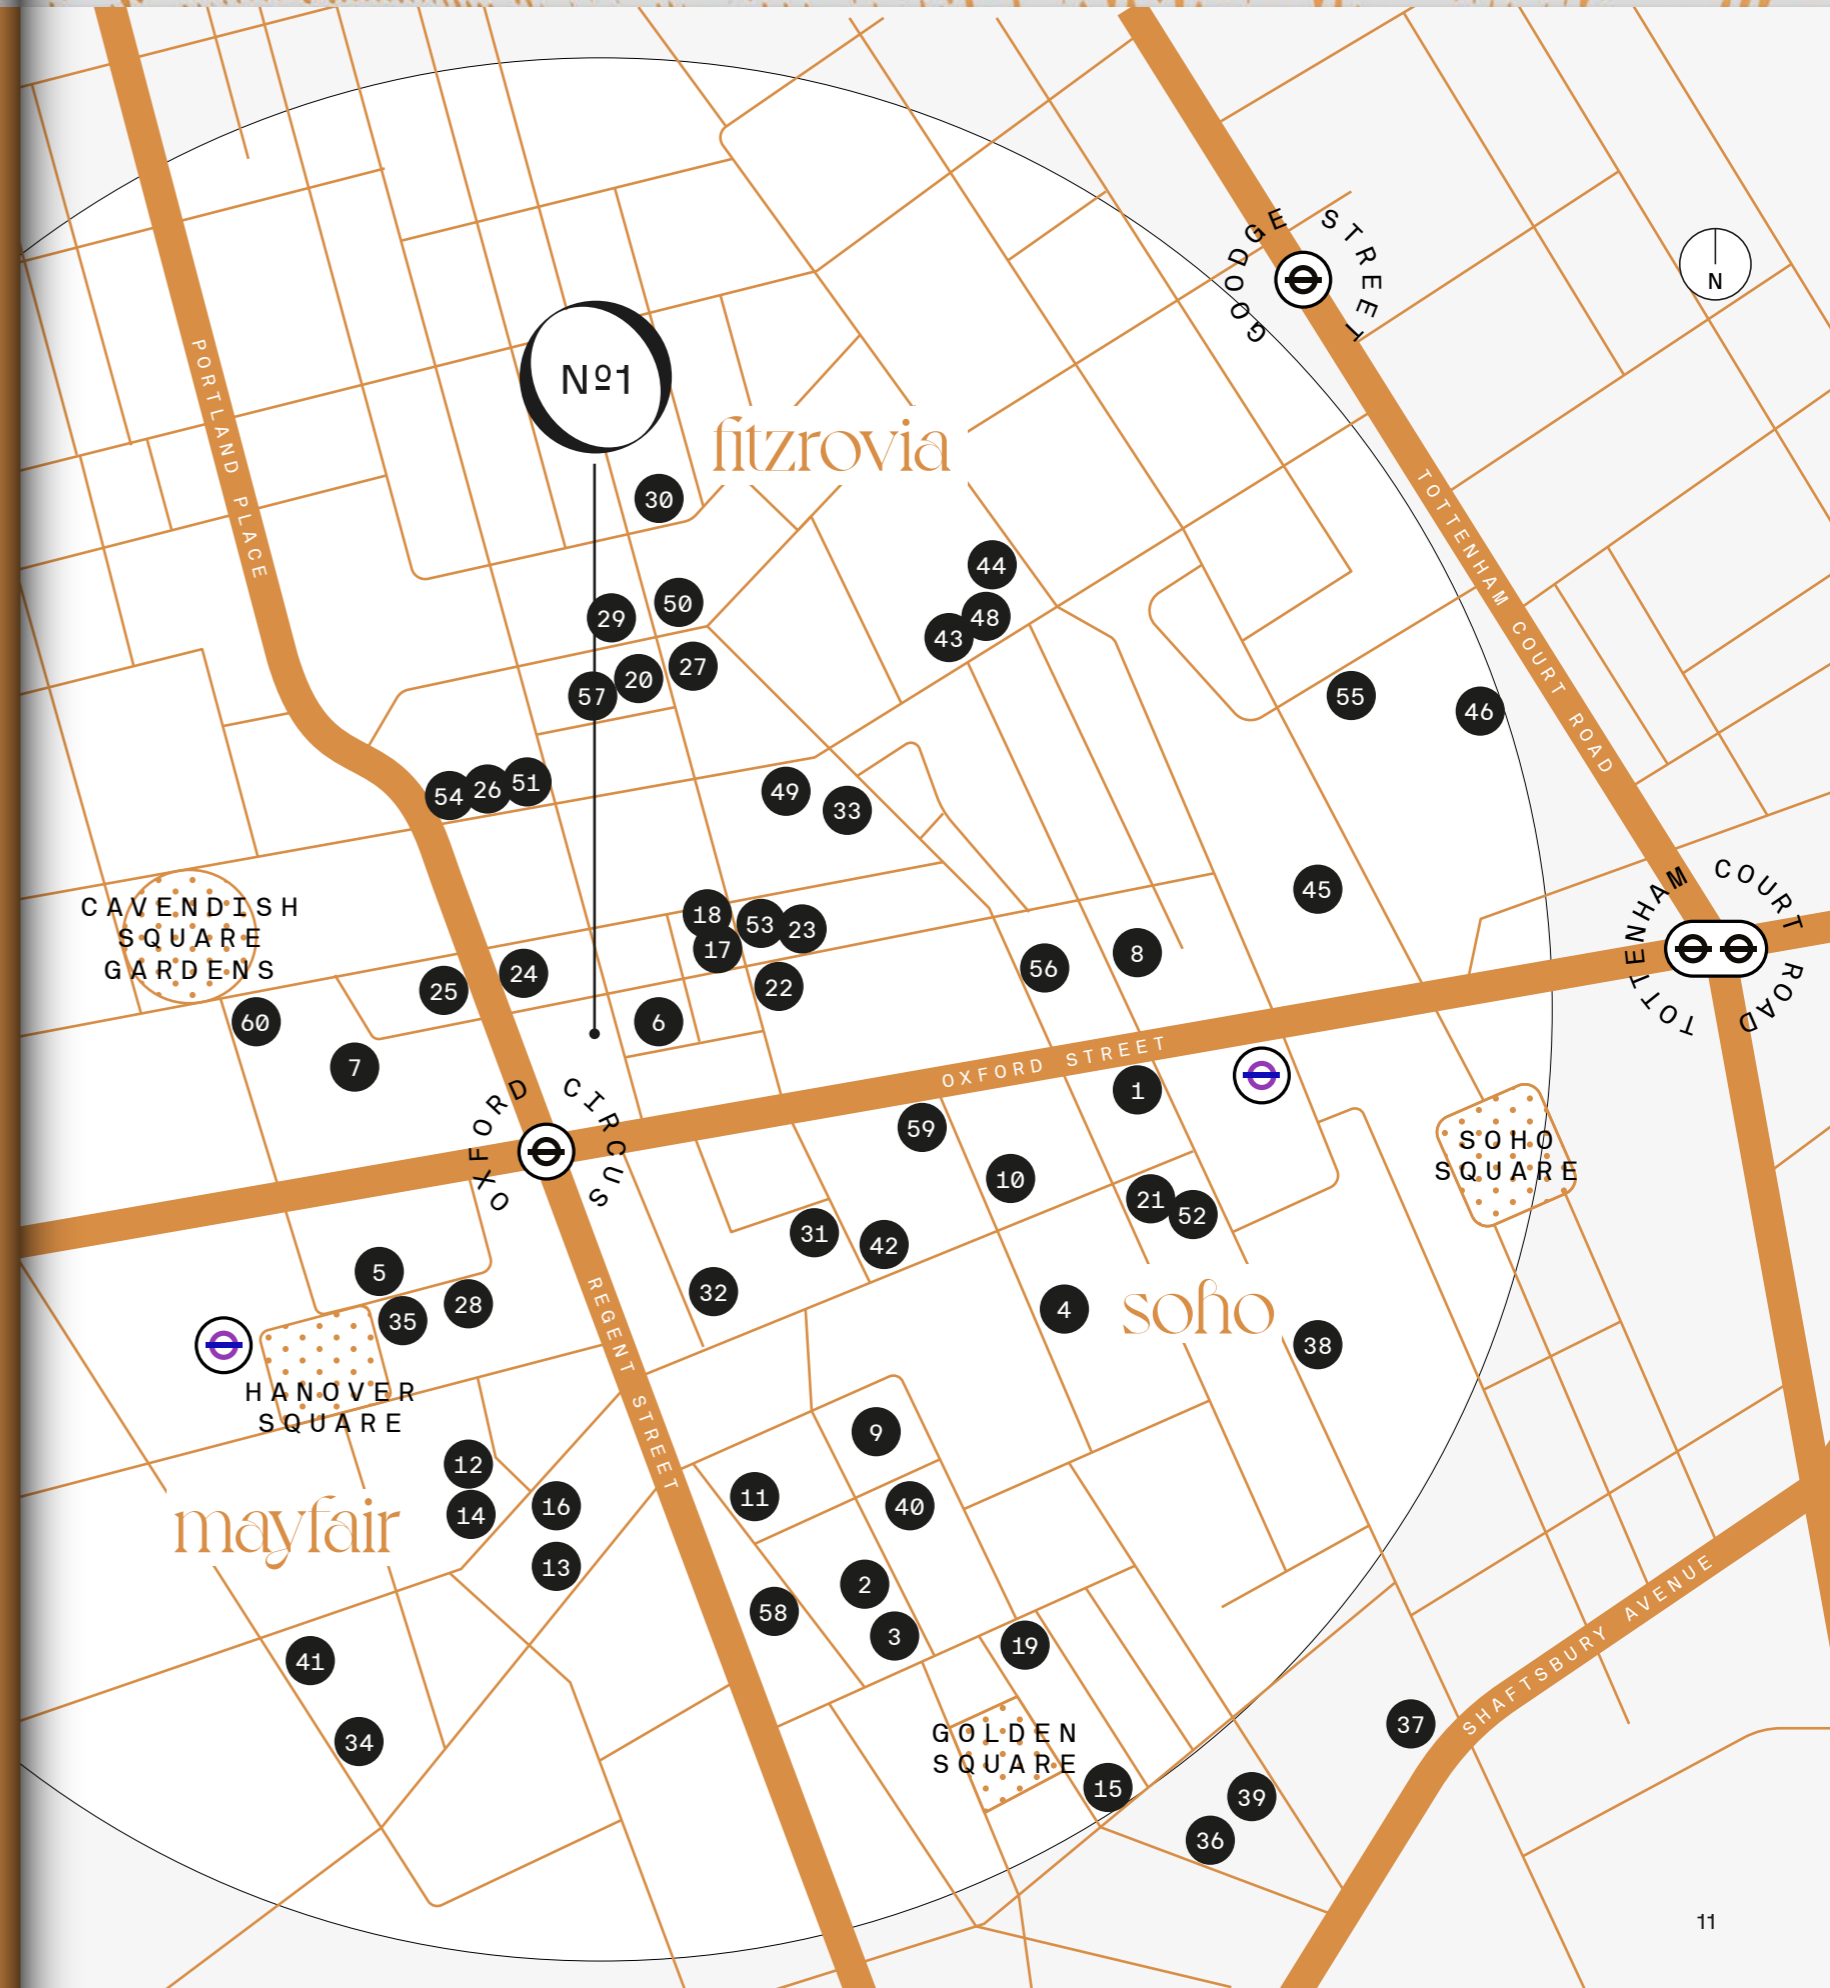 GOODGE STREET
N
PORTLAND PLACE
Nº1
fitzrovia
30
TOTTENHAM COURT ROAD
44
50
29
48
43
27
20
57
55
46
51
26
54
49
33
TOTTENHAM COURT ROAD
45
CAVENDISH
SQUARE
GARDENS
18
53
23
17
56
8
24
25
22
60
6
7
OXFORD STREET
1
OXFORD CIRCUS
59
SOHO
SQUARE
10
21
52
31
42
5
32
28
35
4
soho
38
REGENT STREET
HANOVER
SQUARE
9
12
11
40
16
14
mayfair
13
2
58
3
19
SHAFTSBURY AVENUE
41
37
34
GOLDEN
SQUARE
15
39
36
11